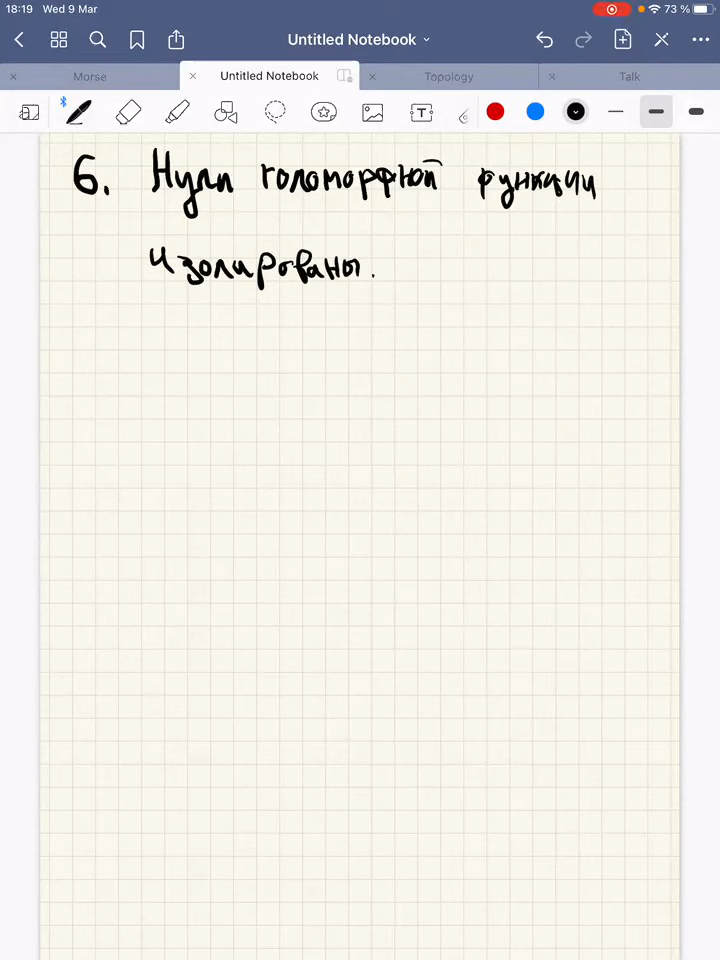 18:19 Wed 9 Mar 73 %
Untitled Notebook
Morse Untitled Notebook Topology Talk
6. Нули голоморфной функции
изолированы.